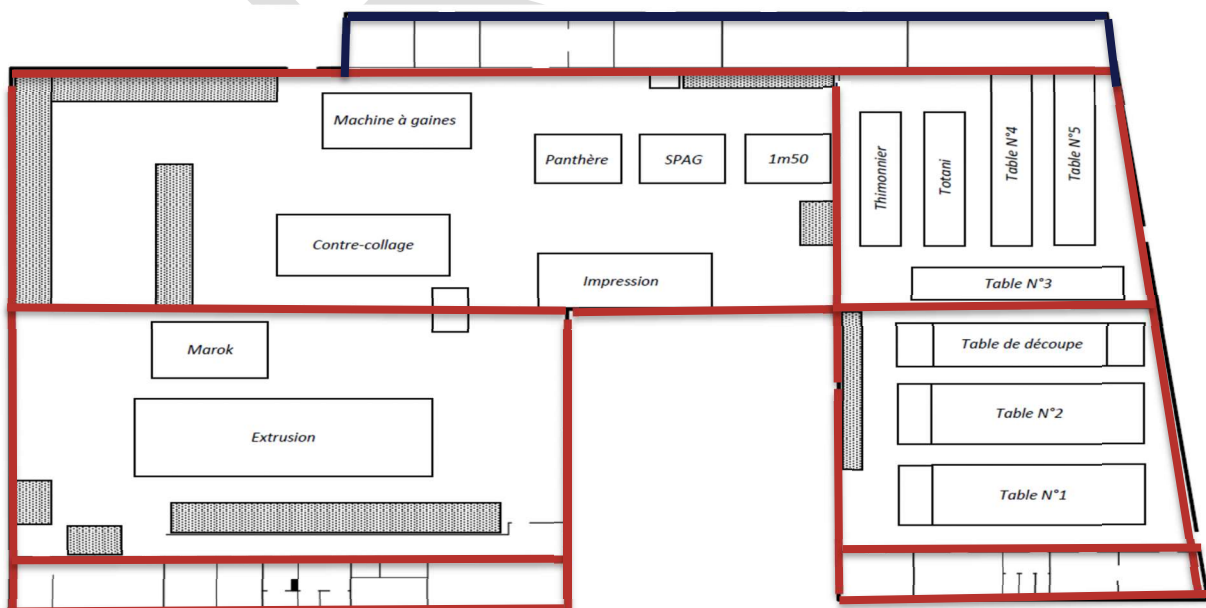 Machine à gaines
Panthère
SPAG
1m50
Thimonnier
Totani
Table N°4
Table N°5
Contre-collage
Impression
Table N°3
Marok
Table de découpe
Extrusion
Table N°2
Table N°1